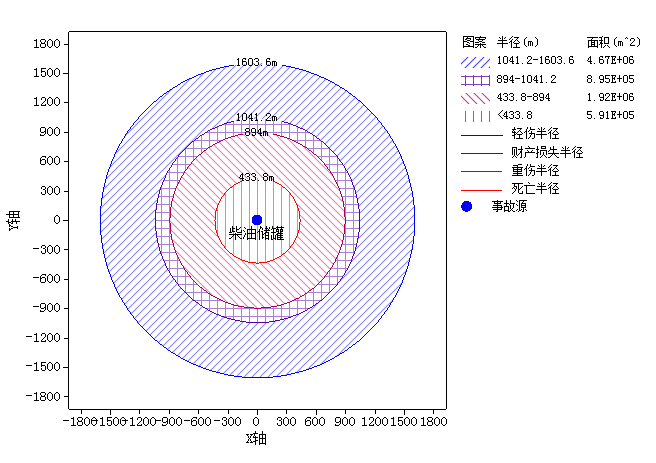 图案 半径(m) 面积(m^2)
1041.2-1603.6 4.67E+06
894-1041.2 8.95E+05
433.8-894 1.92E+06
<433.8 5.91E+05
轻伤半径
财产损失半径
重伤半径
死亡半径
事故源
1603.6m
1041.2m
894m
433.8m
柴油储罐
Y轴
1800
1500
1200
900
600
300
0
-300
-600
-900
-1200
-1500
-1800
-1800-1500-1200-900 -600 -300 0 300 600 900 1200 1500 1800
X轴